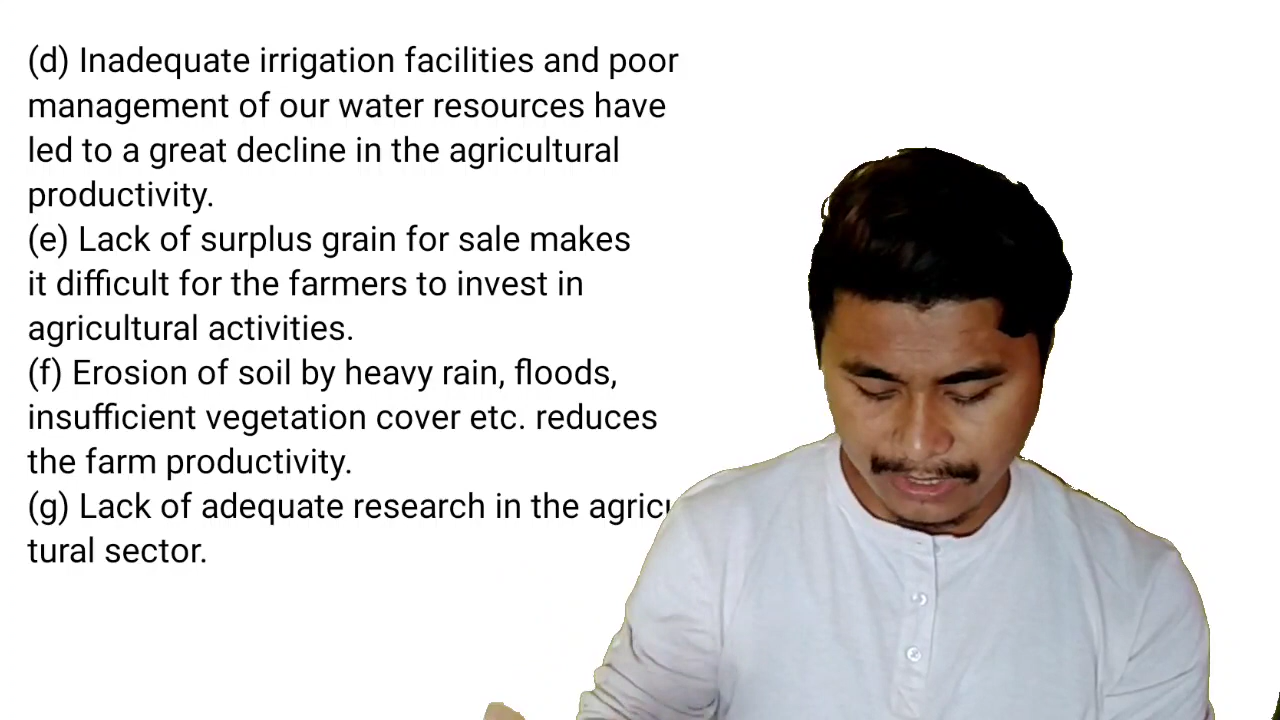 (d) Inadequate irrigation facilities and poor
management of our water resources have
led to a great decline in the agricultural
productivity.
(e) Lack of surplus grain for sale makes
it difficult for the farmers to invest in
agricultural activities.
(f) Erosion of soil by heavy rain, floods,
insufficient vegetation cover etc. reduces
the farm productivity.
(g) Lack of adequate research in the agricu
tural sector.